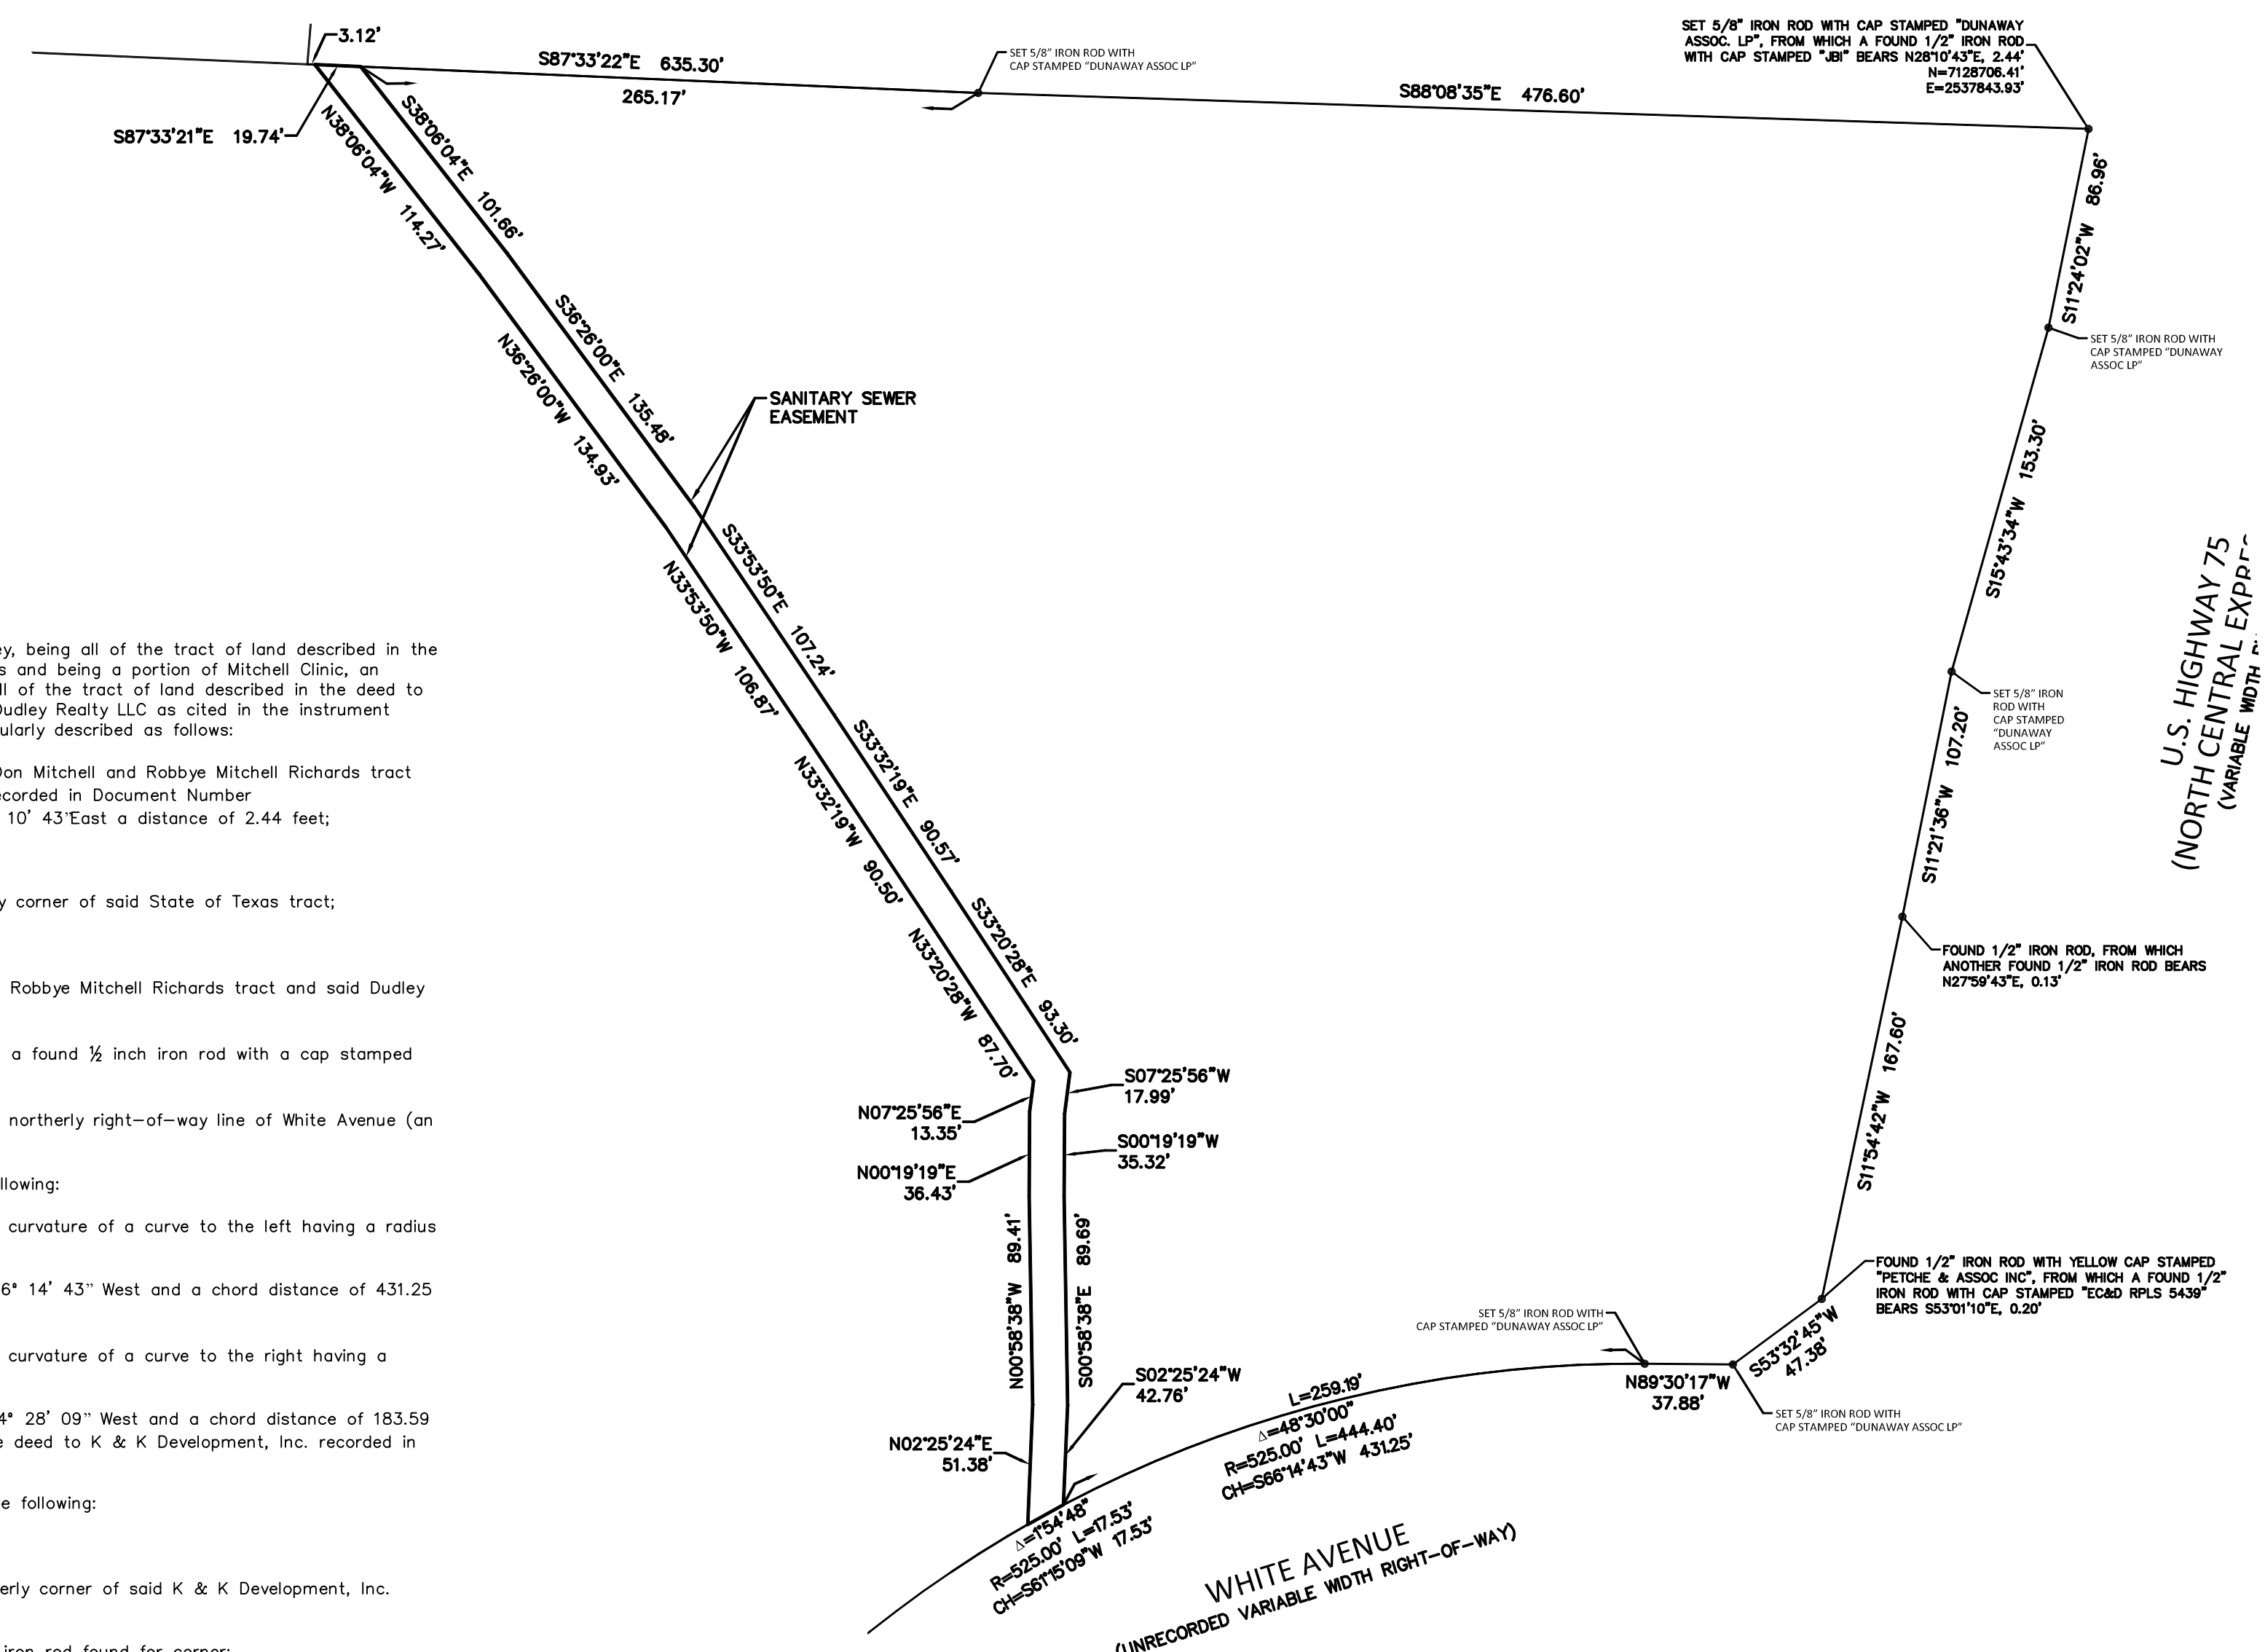 3.12'
S87°33'22"E 635.30'
265.17'
SET 5/8" IRON ROD WITH
CAP STAMPED "DUNAWAY ASSOC LP"
S88°08'35"E 476.60'
SET 5/8" IRON ROD WITH CAP STAMPED "DUNAWAY
ASSOC. LP", FROM WHICH A FOUND 1/2" IRON ROD
WITH CAP STAMPED "JBI" BEARS N28°10'43"E, 2.44'
N=7128706.41'
E=2537843.93'
S87°33'21"E 19.74'
N38°06'04"W 114.27'
S38°06'04"E 101.66'
S11°24'02"W 86.96'
SET 5/8" IRON ROD WITH
CAP STAMPED "DUNAWAY
ASSOC LP"
N36°26'00"W 134.93'
S36°26'00"E 135.48'
SANITARY SEWER
EASEMENT
S15°43'34"W 153.30'
N33°53'50"W 106.87'
S33°53'50"E 107.24'
U.S. HIGHWAY 75
(NORTH CENTRAL
(VARIABLE WIDTH
SET 5/8" IRON
ROD WITH
CAP STAMPED
"DUNAWAY
ASSOC LP"
S11°21'36"W 107.20'
N33°32'19"W 90.50'
S33°32'19"E 90.57'
FOUND 1/2" IRON ROD, FROM WHICH
ANOTHER FOUND 1/2" IRON ROD BEARS
N27°59'43"E, 0.13'
N33°20'28"W 87.70'
S33°20'28"E 93.30'
S11°54'42"W 167.60'
S07°25'56"W
17.99'
N07°25'56"E
13.35'
S00°19'19"W
35.32'
N00°19'19"E
36.43'
N00°58'38"W 89.41'
S00°58'38"E 89.69'
FOUND 1/2" IRON ROD WITH YELLOW CAP STAMPED
"PETCHE & ASSOC INC", FROM WHICH A FOUND 1/2"
IRON ROD WITH CAP STAMPED "EC&D RPLS 5439"
BEARS S53°01'10"E, 0.20'
SET 5/8" IRON ROD WITH
CAP STAMPED "DUNAWAY ASSOC LP"
S53°32'45"W
47.38'
N89°30'17"W
37.88'
SET 5/8" IRON ROD WITH
CAP STAMPED "DUNAWAY ASSOC LP"
S02°25'24"W
42.76'
N02°25'24"E
51.38'
L=259.19'
Δ=48°30'00"
R=525.00' L=444.40'
CH=S66°14'43"W 431.25'
Δ=1°54'48"
R=525.00' L=17.53'
CH=S61°15'09"W 17.53'
WHITE AVENUE
(UNRECORDED VARIABLE WIDTH RIGHT-OF-WAY)
being all of the tract of land described in the
and being a portion of Mitchell Clinic, an
of the tract of land described in the deed to
Dudley Realty LLC as cited in the instrument
described as follows:
Don Mitchell and Robbye Mitchell Richards tract
recorded in Document Number
10' 43"East a distance of 2.44 feet;
corner of said State of Texas tract;
Robbye Mitchell Richards tract and said Dudley
a found ½ inch iron rod with a cap stamped
northerly right-of-way line of White Avenue (an
following:
curvature of a curve to the left having a radius
6° 14' 43" West and a chord distance of 431.25
curvature of a curve to the right having a
4° 28' 09" West and a chord distance of 183.59
deed to K & K Development, Inc. recorded in
following:
corner of said K & K Development, Inc.
iron rod found for corner;